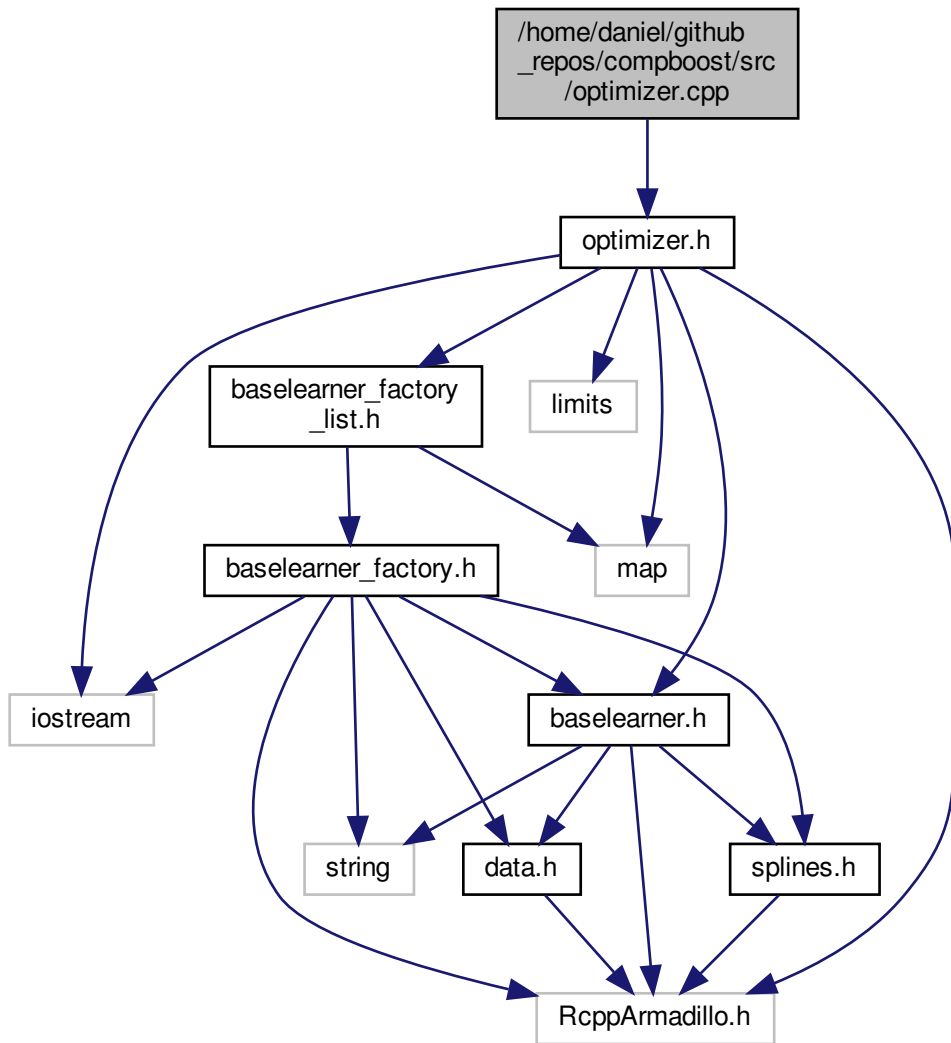 /home/daniel/github
_repos/compboost/src
/optimizer.cpp
optimizer.h
baselearner_factory
_list.h
limits
baselearner_factory.h
map
iostream
baselearner.h
string
data.h
splines.h
RcppArmadillo.h